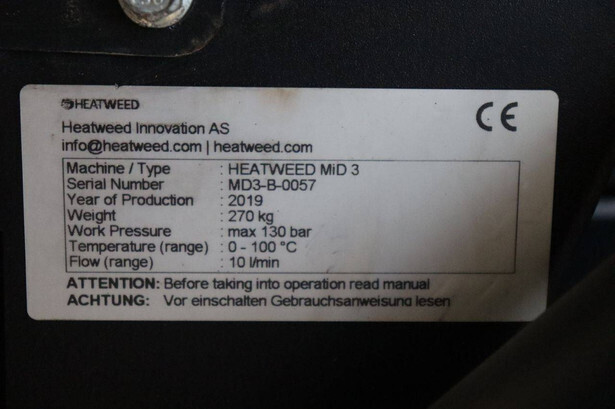 HEATWEED
CE
Heatweed Innovation AS
info@heatweed.com | heatweed.com
Machine / Type : HEATWEED MiD 3
Serial Number : MD3-B-0057
Year of Production : 2019
Weight : 270 kg
Work Pressure : max 130 bar
Temperature (range) : 0 - 100 °C
Flow (range) : 10 l/min
ATTENTION: Before taking into operation read manual
ACHTUNG: Vor einschalten Gebrauchsanweisung lesen